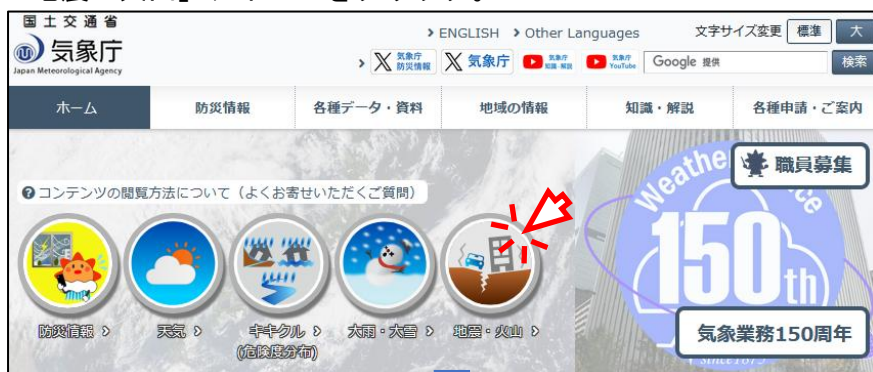 国土交通省
気象庁
Japan Meteorological Agency
ENGLISH Other Languages 文字サイズ変更 標準 大
気象庁 防災情報 気象庁 気象庁 知識・解説 気象庁 YouTube Google 提供 検索
ホーム 防災情報 各種データ・資料 地域の情報 知識・解説 各種申請・ご案内
職員募集
コンテンツの閲覧方法について（よくお寄せいただくご質問）
Weather
150th
防災情報 天気 キキクル 大雨・大雪 地震・火山
(危険度分布)
気象業務150周年
Since 1875